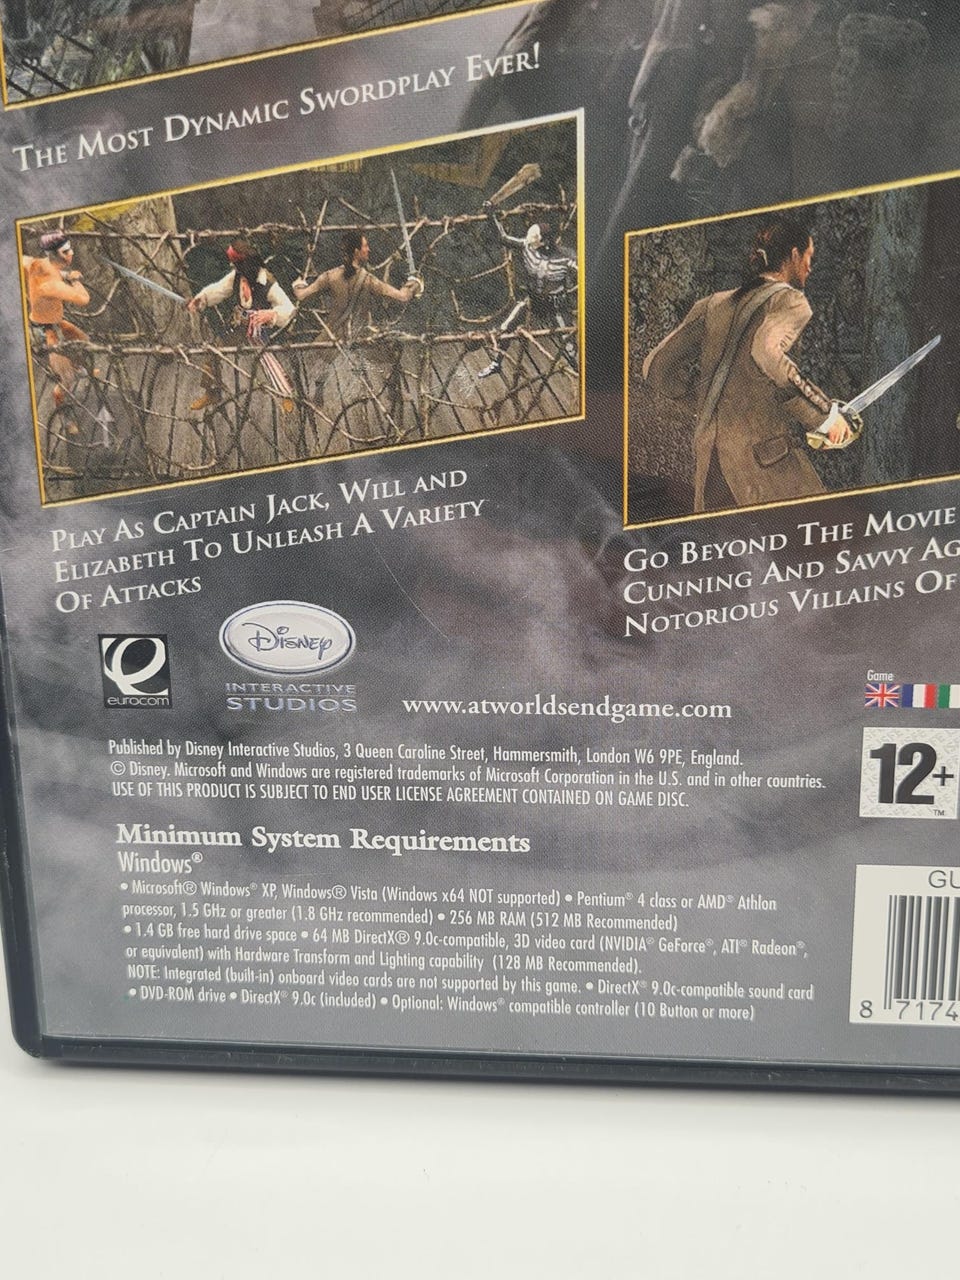 THE MOST DYNAMIC SWORDPLAY EVER!
PLAY AS CAPTAIN JACK, WILL AND
ELIZABETH TO UNLEASH A VARIETY
OF ATTACKS
GO BEYOND THE MOVIE
CUNNING AND SAVVY AG
NOTORIOUS VILLAINS OF
eurocom
Disney
INTERACTIVE
STUDIOS
www.atworldsendgame.com
Game
12+
TM
Published by Disney Interactive Studios, 3 Queen Caroline Street, Hammersmith, London W6 9PE, England.
© Disney. Microsoft and Windows are registered trademarks of Microsoft Corporation in the U.S. and in other countries.
USE OF THIS PRODUCT IS SUBJECT TO END USER LICENSE AGREEMENT CONTAINED ON GAME DISC.
Minimum System Requirements
Windows®
• Microsoft® Windows® XP, Windows® Vista (Windows x64 NOT supported) • Pentium® 4 class or AMD® Athlon
processor, 1.5 GHz or greater (1.8 GHz recommended) • 256 MB RAM (512 MB Recommended)
• 1.4 GB free hard drive space • 64 MB DirectX® 9.0c-compatible, 3D video card (NVIDIA® GeForce®, ATI® Radeon®,
or equivalent) with Hardware Transform and Lighting capability (128 MB Recommended).
NOTE: Integrated (built-in) onboard video cards are not supported by this game. • DirectX® 9.0c-compatible sound card
• DVD-ROM drive • DirectX® 9.0c (included) • Optional: Windows® compatible controller (10 Button or more)
GU
8 7174